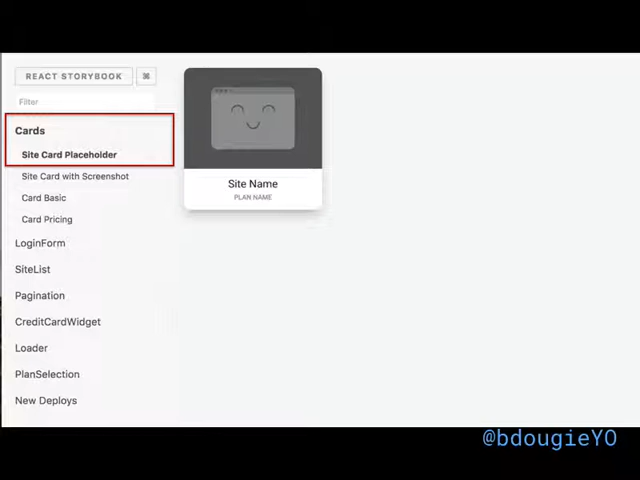 REACT STORYBOOK
⌘
Filter
Cards
Site Card Placeholder
Site Card with Screenshot
Card Basic
Card Pricing
LoginForm
SiteList
Pagination
CreditCardWidget
Loader
PlanSelection
New Deploys
Site Name
PLAN NAME
@bdougieYO